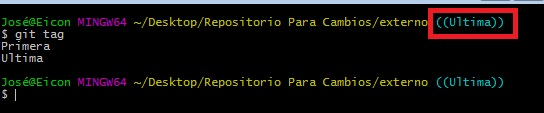 José@Eicon MINGW64 ~/Desktop/Repositorio Para Cambios/externo ((Ultima))
$ git tag
Primera
Ultima
José@Eicon MINGW64 ~/Desktop/Repositorio Para Cambios/externo ((Ultima))
$